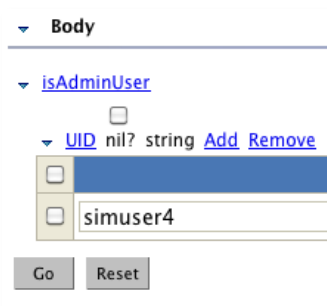 Body
isAdminUser
UID nil? string Add Remove
simuser4
Go Reset